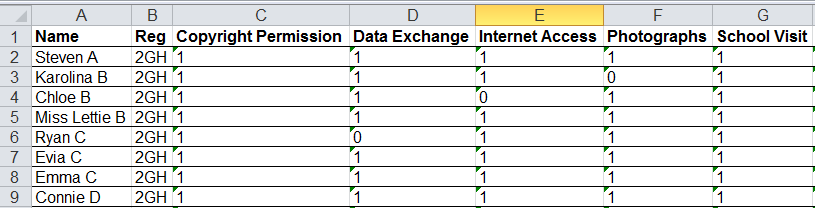 A B C D E F G
1 Name Reg Copyright Permission Data Exchange Internet Access Photographs School Visit
2 Steven A 2GH 1 1 1 1 1
3 Karolina B 2GH 1 1 1 0 1
4 Chloe B 2GH 1 1 0 1 1
5 Miss Lettie B 2GH 1 1 1 1 1
6 Ryan C 2GH 1 0 1 1 1
7 Evia C 2GH 1 1 1 1 1
8 Emma C 2GH 1 1 1 1 1
9 Connie D 2GH 1 1 1 1 1